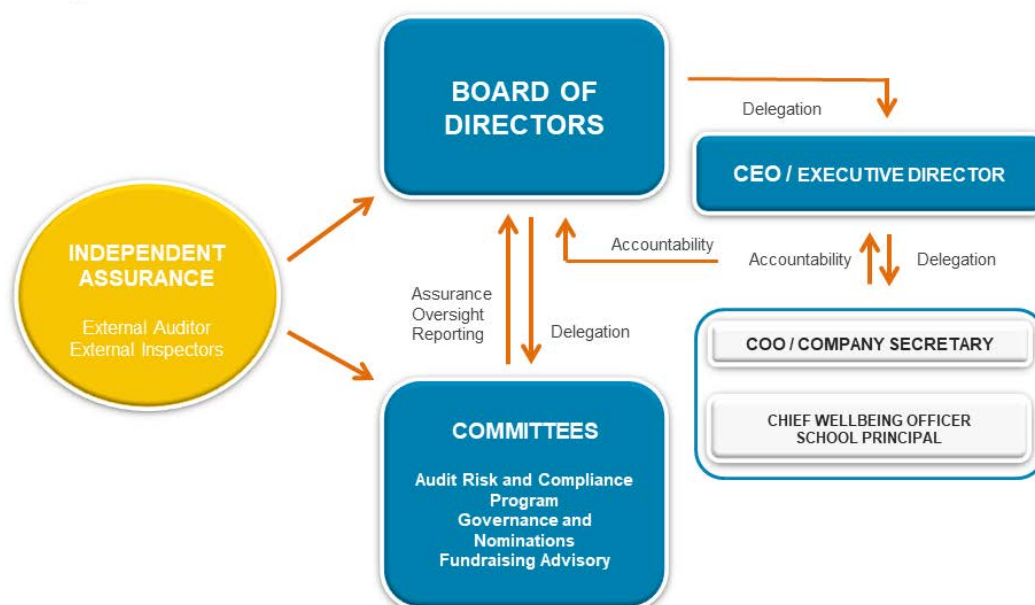 BOARD OF
DIRECTORS
Delegation
CEO / EXECUTIVE DIRECTOR
INDEPENDENT
ASSURANCE
External Auditor
External Inspectors
Accountability
Accountability
Delegation
Assurance
Oversight
Reporting
Delegation
COO / COMPANY SECRETARY
CHIEF WELLBEING OFFICER
SCHOOL PRINCIPAL
COMMITTEES
Audit Risk and Compliance
Program
Governance and
Nominations
Fundraising Advisory